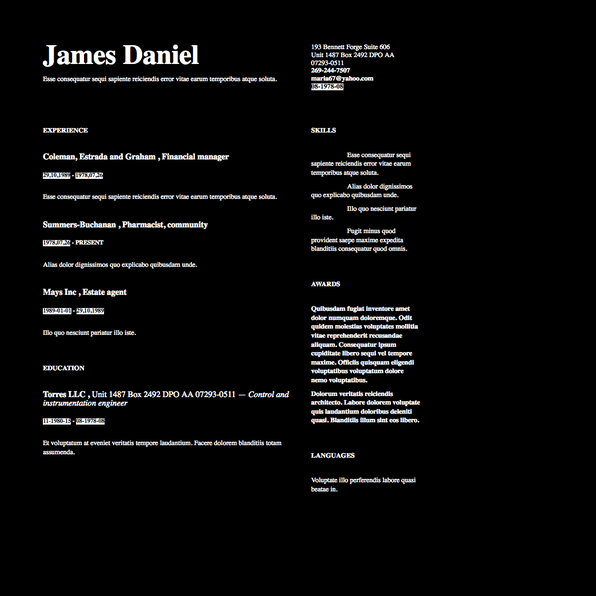 James Daniel
Esse consequatur sequi sapiente reiciendis error vitae earum temporibus atque soluta.
193 Bennett Forge Suite 606
Unit 1487 Box 2492 DPO AA
07293-0511
269-244-7507
maria67@yahoo.com
08-1978-08
EXPERIENCE
Coleman, Estrada and Graham , Financial manager
29.10.1989 - 1978.07.26
Esse consequatur sequi sapiente reiciendis error vitae earum temporibus atque soluta.
Summers-Buchanan , Pharmacist, community
1978.07.26 - PRESENT
Alias dolor dignissimos quo explicabo quibusdam unde.
Mays Inc , Estate agent
1989-01-01 - 29.10.1989
Illo quo nesciunt pariatur illo iste.
EDUCATION
Torres LLC , Unit 1487 Box 2492 DPO AA 07293-0511 — Control and
instrumentation engineer
11-1980-15 - 08-1978-08
Et voluptatum at eveniet veritatis tempore laudantium. Facere dolorem blanditiis totam
assumenda.
SKILLS
Esse consequatur sequi
sapiente reiciendis error vitae earum
temporibus atque soluta.
Alias dolor dignissimos
quo explicabo quibusdam unde.
Illo quo nesciunt pariatur
illo iste.
Fugit minus quod
provident saepe maxime expedita
blanditiis consequatur quod omnis.
AWARDS
Quibusdam fugiat inventore amet
dolor numquam doloremque. Odit
quidem molestias voluptates mollitia
vitae reprehenderit recusandae
aliquam. Consequatur ipsum
cupiditate libero sequi vel tempore
maxime. Officiis quisquam eligendi
voluptatibus voluptatum dolore
nemo voluptatibus.
Dolorum veritatis reiciendis
architecto. Labore dolorem voluptate
quis laudantium doloribus deleniti
quasi. Blanditiis illum sint eos libero.
LANGUAGES
Voluptate illo perferendis labore quasi
beatae in.